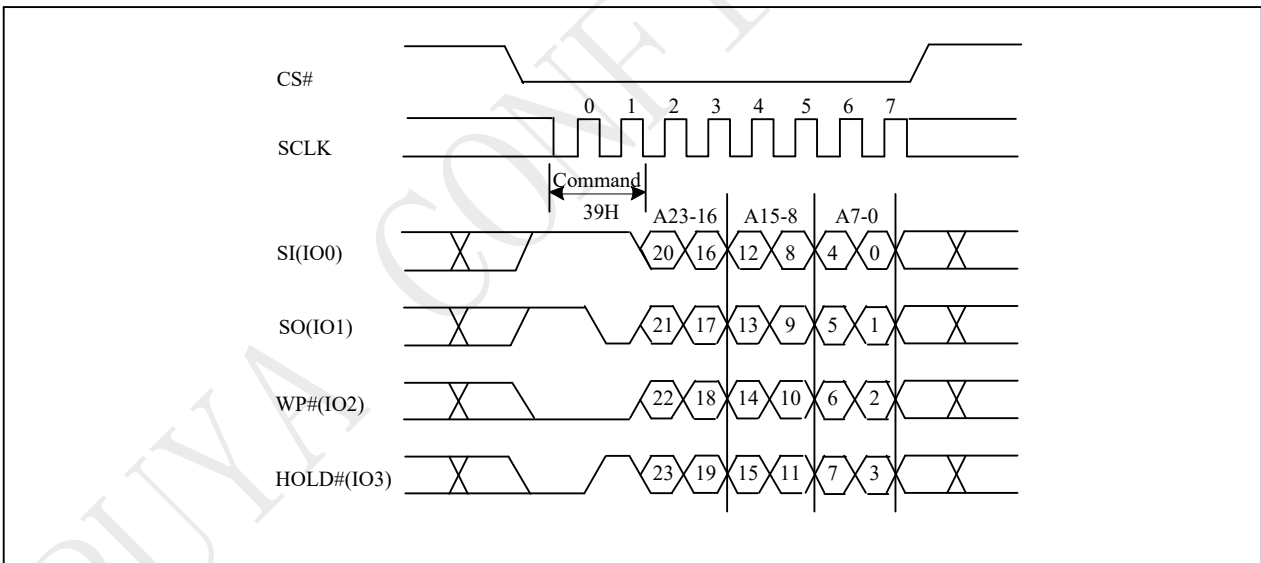 CS#
0 1 2 3 4 5 6 7
SCLK
Command
39H
A23-16 A15-8 A7-0
SI(IO0) 20 16 12 8 4 0
SO(IO1) 21 17 13 9 5 1
WP#(IO2) 22 18 14 10 6 2
HOLD#(IO3) 23 19 15 11 7 3
PUYA CONF